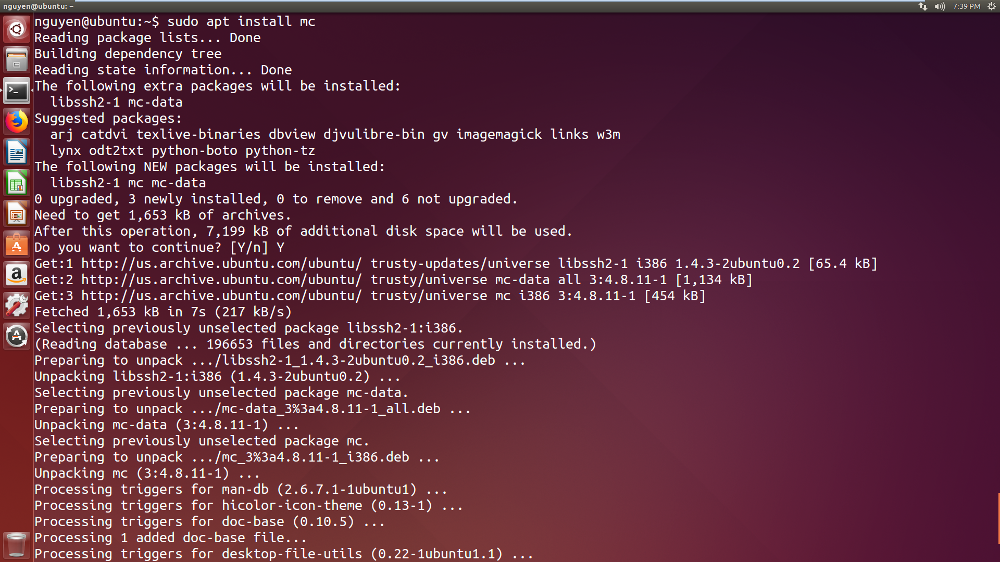 nguyen@ubuntu: ~
7:39 PM
nguyen@ubuntu:~$ sudo apt install mc
Reading package lists... Done
Building dependency tree
Reading state information... Done
The following extra packages will be installed:
  libssh2-1 mc-data
Suggested packages:
  arj catdvi texlive-binaries dbview djvulibre-bin gv imagemagick links w3m
  lynx odt2txt python-boto python-tz
The following NEW packages will be installed:
  libssh2-1 mc mc-data
0 upgraded, 3 newly installed, 0 to remove and 6 not upgraded.
Need to get 1,653 kB of archives.
After this operation, 7,199 kB of additional disk space will be used.
Do you want to continue? [Y/n] Y
Get:1 http://us.archive.ubuntu.com/ubuntu/ trusty-updates/universe libssh2-1 i386 1.4.3-2ubuntu0.2 [65.4 kB]
Get:2 http://us.archive.ubuntu.com/ubuntu/ trusty/universe mc-data all 3:4.8.11-1 [1,134 kB]
Get:3 http://us.archive.ubuntu.com/ubuntu/ trusty/universe mc i386 3:4.8.11-1 [454 kB]
Fetched 1,653 kB in 7s (217 kB/s)
Selecting previously unselected package libssh2-1:i386.
(Reading database ... 196653 files and directories currently installed.)
Preparing to unpack .../libssh2-1_1.4.3-2ubuntu0.2_i386.deb ...
Unpacking libssh2-1:i386 (1.4.3-2ubuntu0.2) ...
Selecting previously unselected package mc-data.
Preparing to unpack .../mc-data_3%3a4.8.11-1_all.deb ...
Unpacking mc-data (3:4.8.11-1) ...
Selecting previously unselected package mc.
Preparing to unpack .../mc_3%3a4.8.11-1_i386.deb ...
Unpacking mc (3:4.8.11-1) ...
Processing triggers for man-db (2.6.7.1-1ubuntu1) ...
Processing triggers for hicolor-icon-theme (0.13-1) ...
Processing triggers for doc-base (0.10.5) ...
Processing 1 added doc-base file...
Processing triggers for desktop-file-utils (0.22-1ubuntu1.1) ...